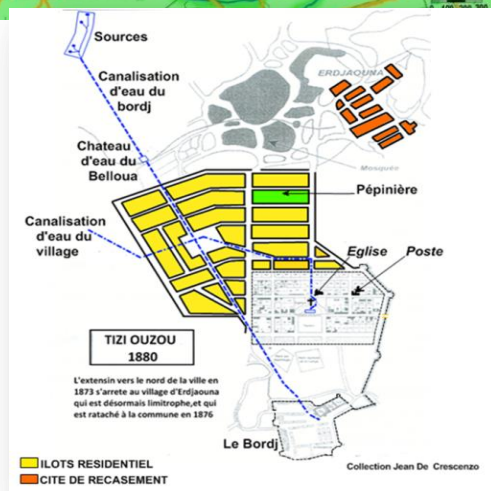 Sources
Canalisation
d'eau du
bordj
ERDJAOUNA
Chateau
d'eau du
Belloua
Mosquée
Pépinière
Canalisation
d'eau du
village
Eglise
Poste
TIZI OUZOU
1880
L'extensin vers le nord de la ville en
1873 s'arrete au village d'Erdjaouna
qui est désormais limitrophe,et qui
est rataché à la commune en 1876
Le Bordj
ILOTS RESIDENTIEL
CITE DE RECASEMENT
Collection Jean De Crescenzo